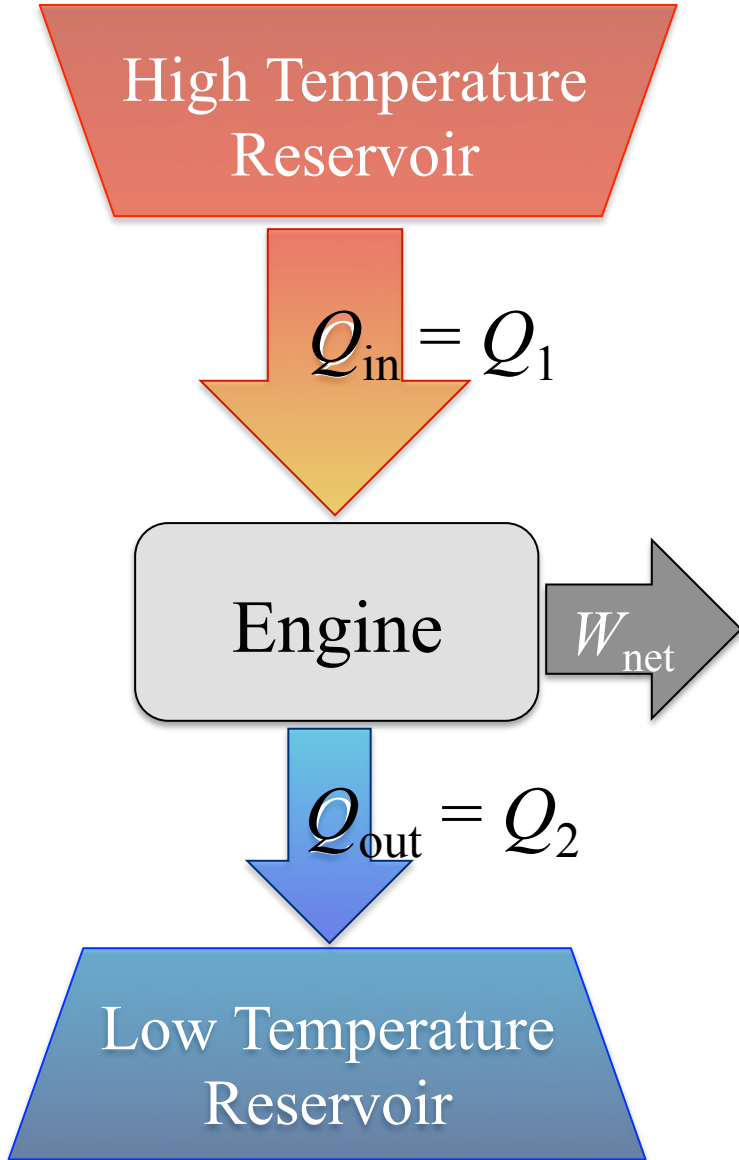 High Temperature
Reservoir
Q_in = Q_1
Engine
W_net
Q_out = Q_2
Low Temperature
Reservoir